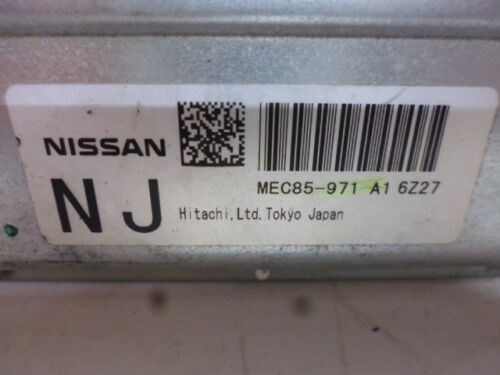 NISSAN
MEC85-971 A1 6Z27
NJ
Hitachi,Ltd.Tokyo Japan